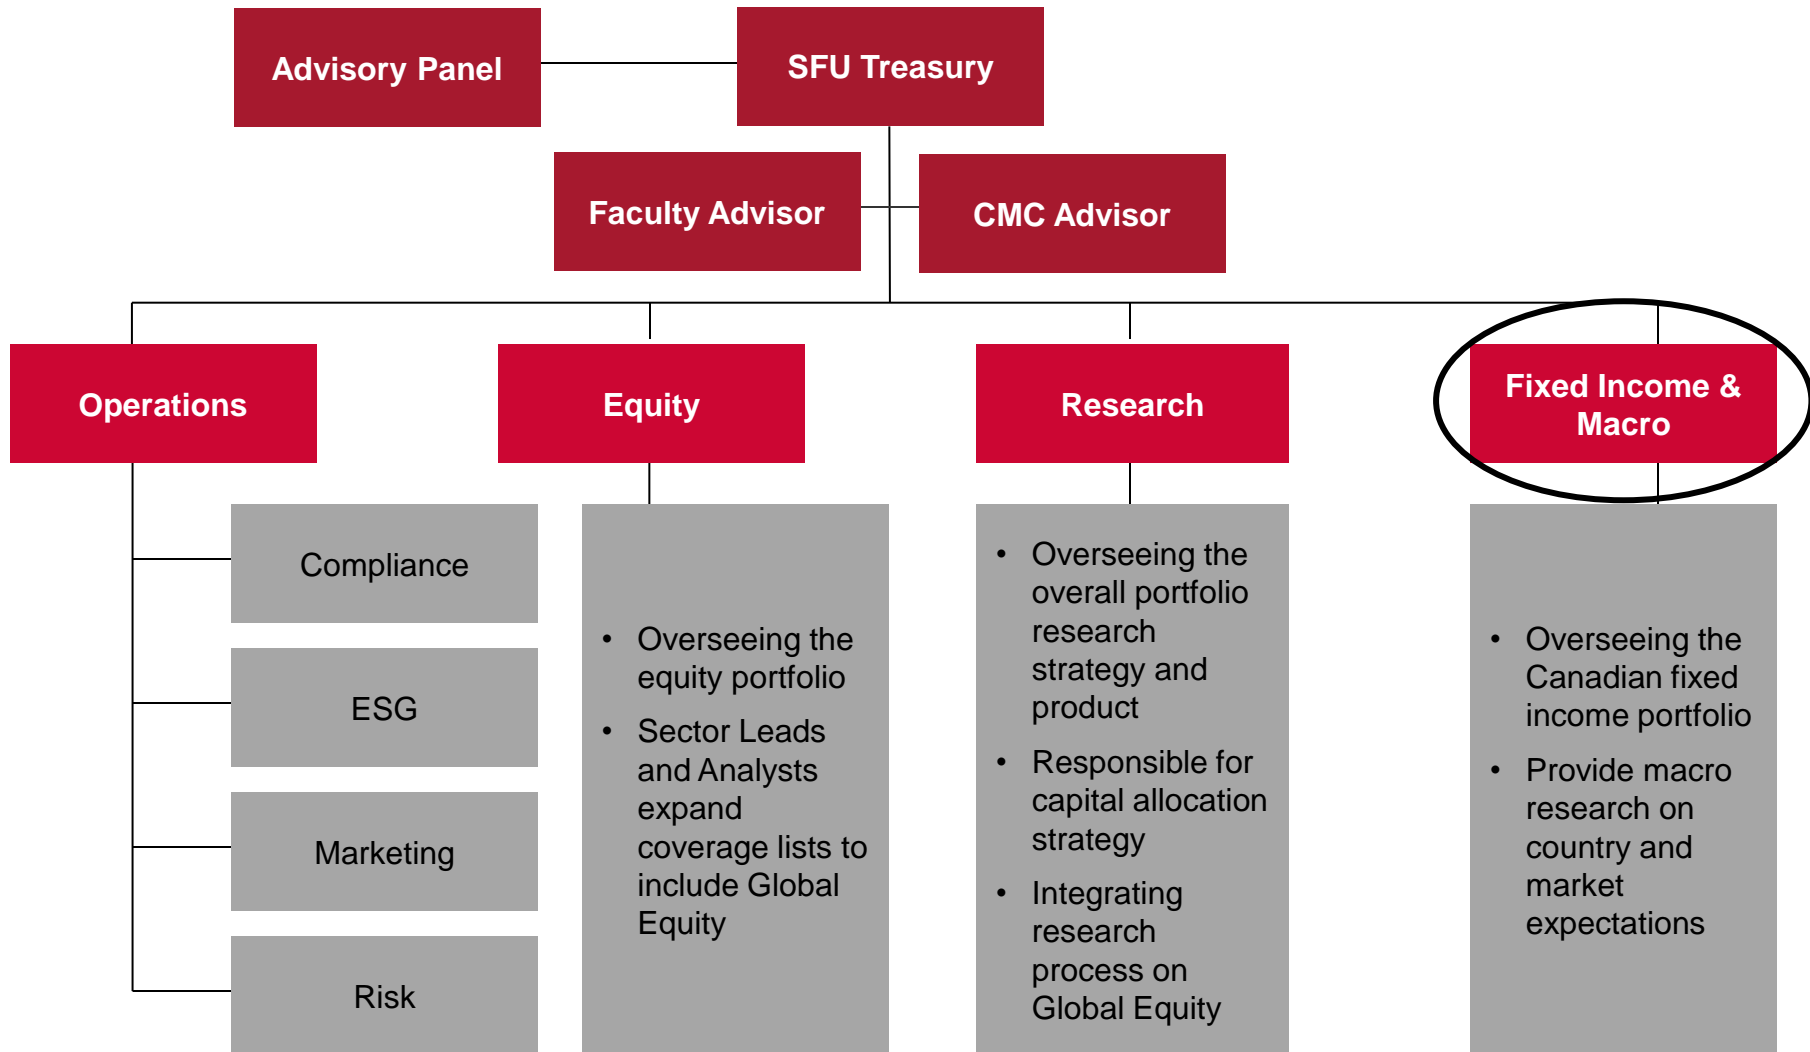 Advisory Panel
SFU Treasury
Faculty Advisor
CMC Advisor
Operations
Equity
Research
Fixed Income &
Macro
Compliance
ESG
Marketing
Risk
• Overseeing the
equity portfolio
• Sector Leads
and Analysts
expand
coverage lists to
include Global
Equity
• Overseeing the
overall portfolio
research
strategy and
product
• Responsible for
capital allocation
strategy
• Integrating
research
process on
Global Equity
• Overseeing the
Canadian fixed
income portfolio
• Provide macro
research on
country and
market
expectations